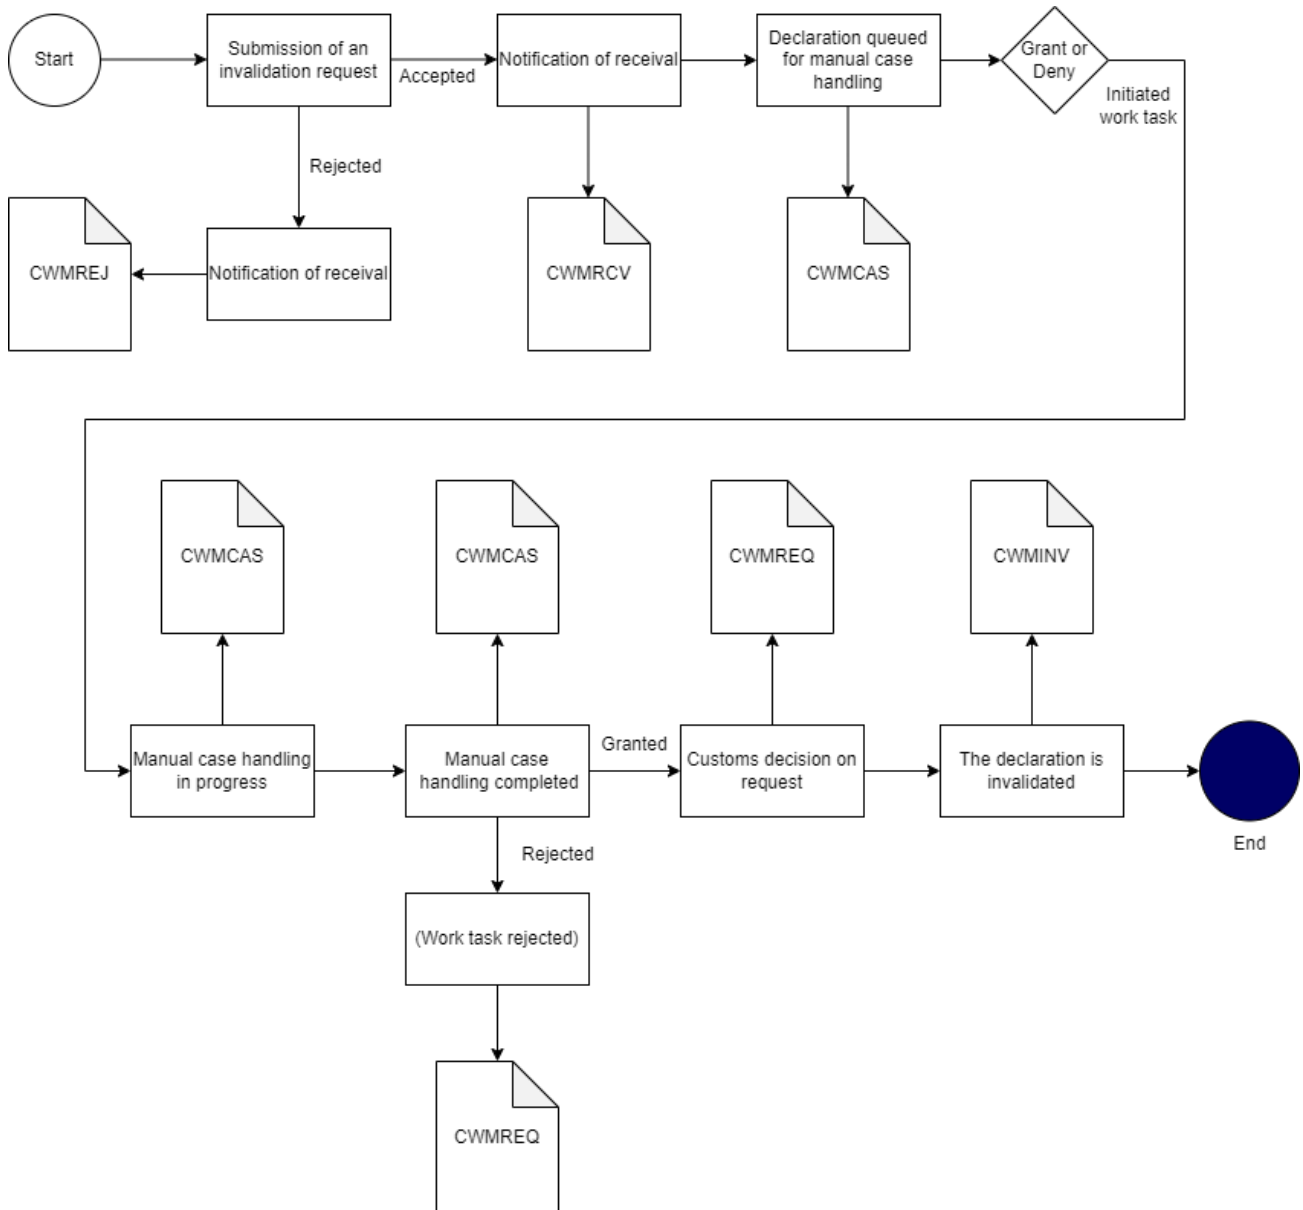 Start
Submission of an
invalidation request
Accepted
Notification of receival
Declaration queued
for manual case
handling
Grant or
Deny
Initiated
work task
Rejected
CWMREJ
Notification of receival
CWMRCV
CWMCAS
CWMCAS
CWMCAS
CWMREQ
CWMINV
Manual case handling
in progress
Manual case
handling completed
Granted
Customs decision on
request
The declaration is
invalidated
End
Rejected
(Work task rejected)
CWMREQ